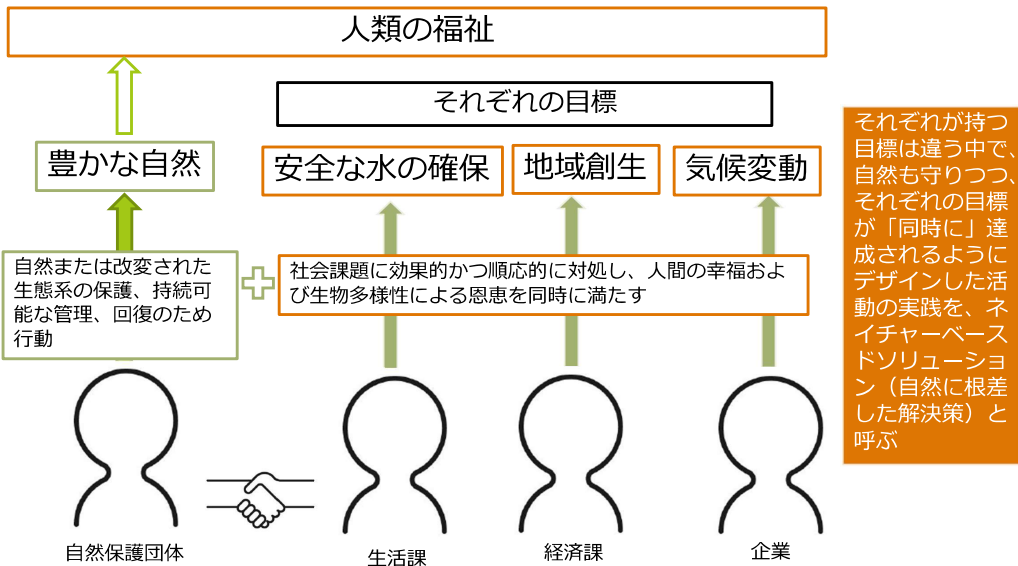 人類の福祉
それぞれの目標
豊かな自然
安全な水の確保
地域創生
気候変動
自然または改変された
生態系の保護、持続可
能な管理、回復のため
行動
社会課題に効果的かつ順応的に対処し、人間の幸福およ
び生物多様性による恩恵を同時に満たす
それぞれが持つ
目標は違う中で、
自然も守りつつ、
それぞれの目標
が「同時に」達
成されるように
デザインした活
動の実践を、ネ
イチャーベース
ドソリューショ
ン（自然に根差
した解決策）と
呼ぶ
自然保護団体
生活課
経済課
企業